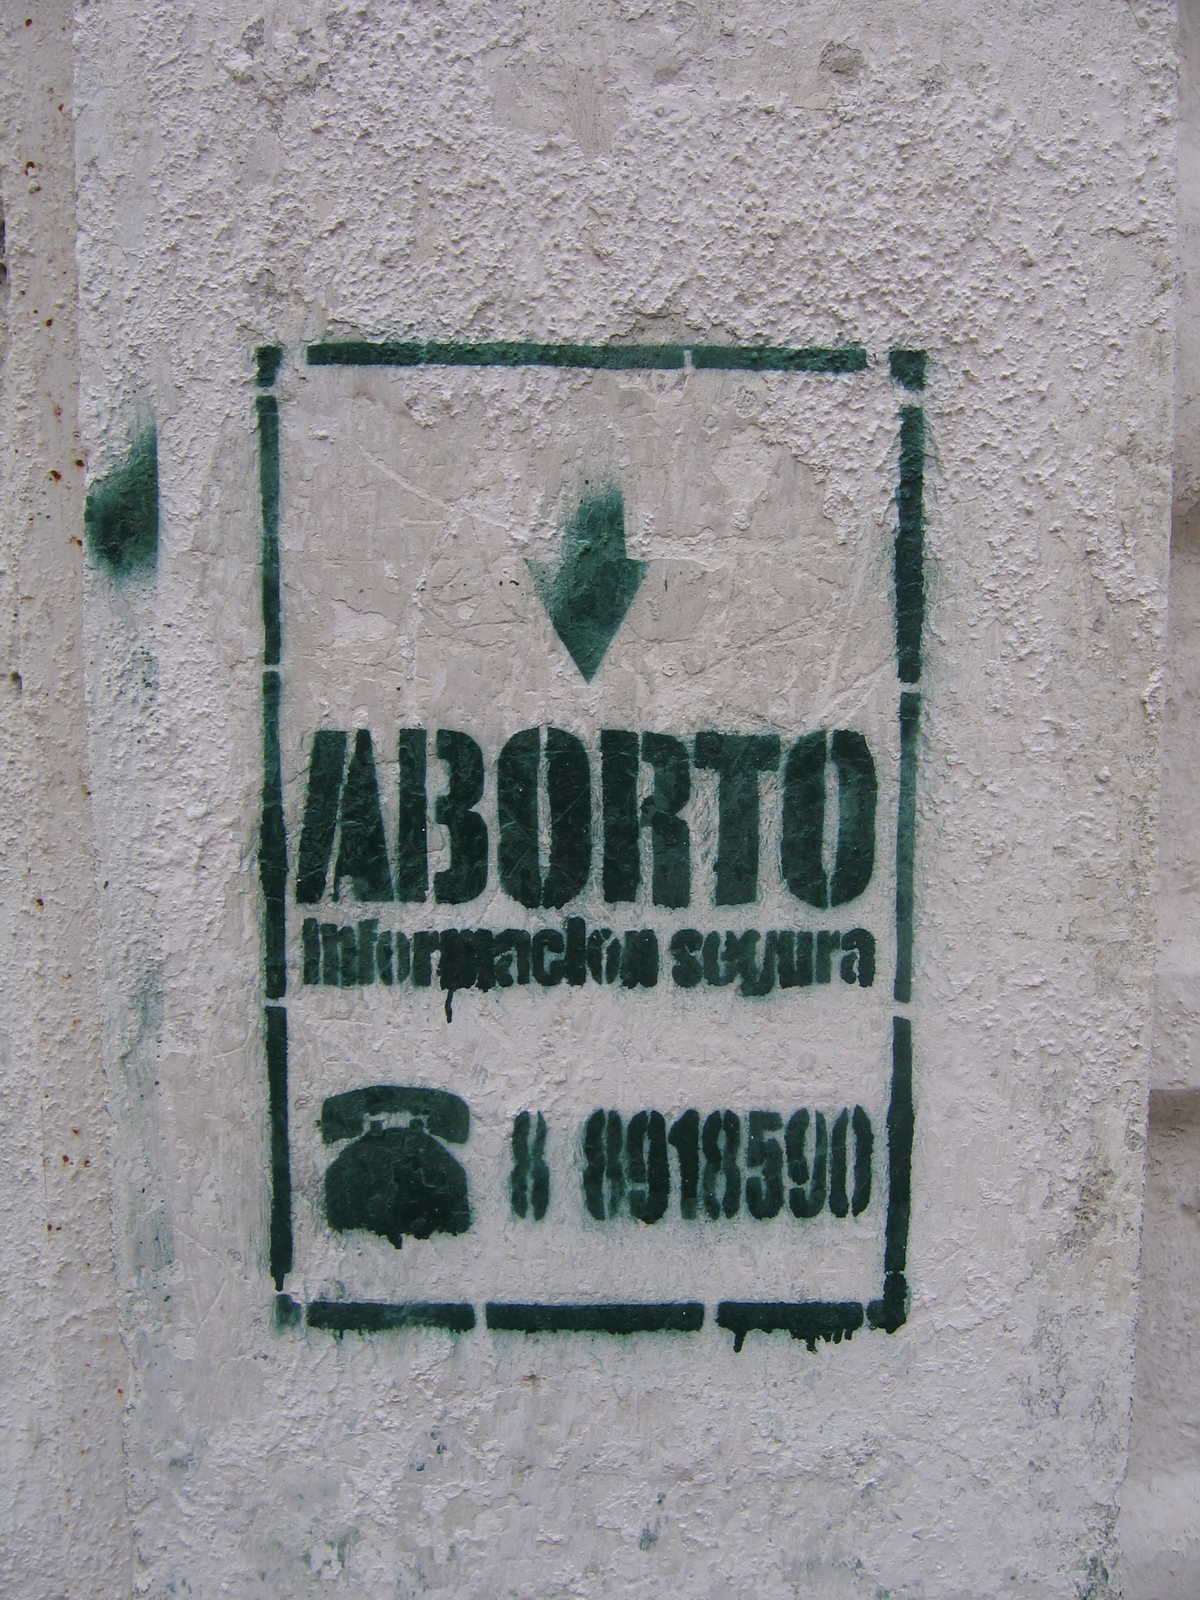 ABORTO
Información segura
8 8918590